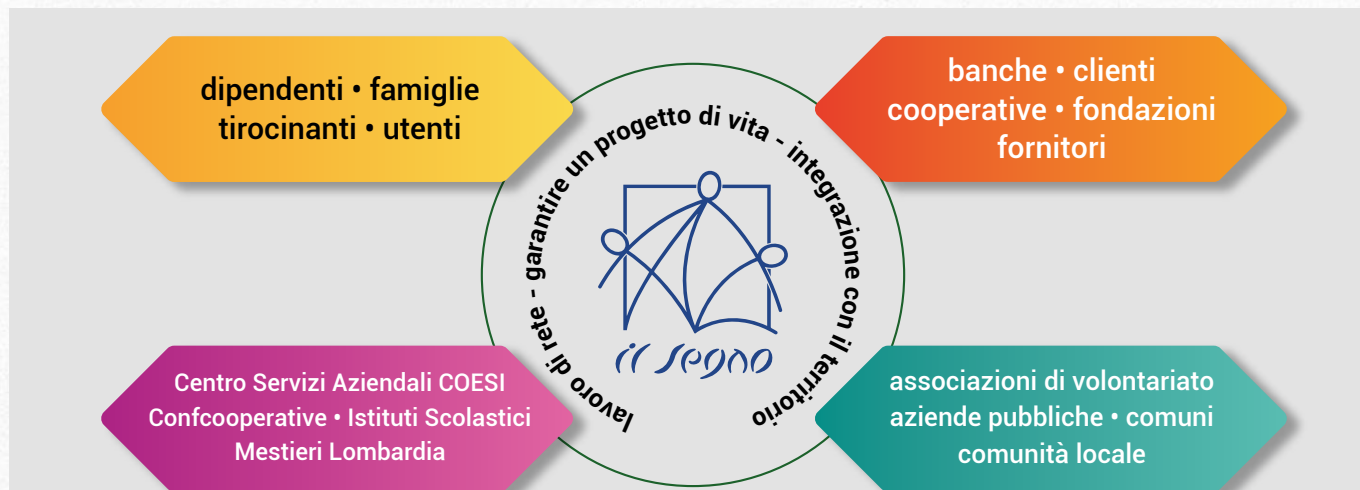 dipendenti • famiglie
tirocinanti • utenti
banche • clienti
cooperative • fondazioni
fornitori
lavoro di rete - garantire un progetto di vita - integrazione con il territorio
il segno
Centro Servizi Aziendali COESI
Confcooperative • Istituti Scolastici
Mestieri Lombardia
associazioni di volontariato
aziende pubbliche • comuni
comunità locale